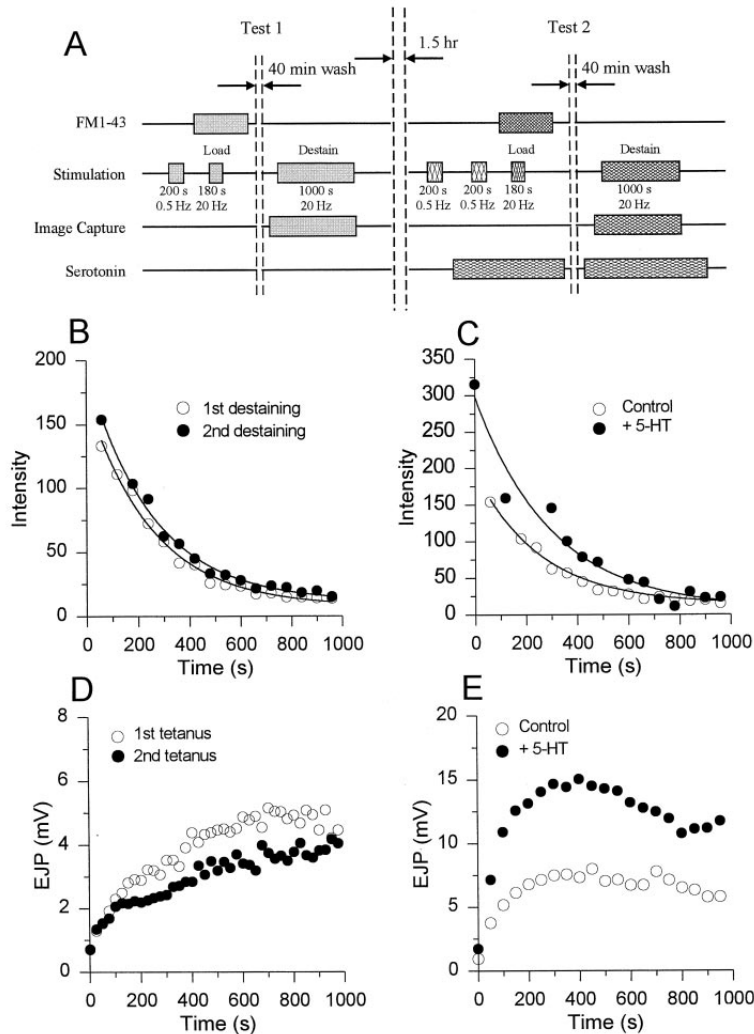 A
Test 1
Test 2
1.5 hr
40 min wash
40 min wash
FM1-43
Load
Destain
Load
Destain
Stimulation
200 s
180 s
1000 s
200 s
200 s
180 s
1000 s
0.5 Hz
20 Hz
20 Hz
0.5 Hz
0.5 Hz
20 Hz
20 Hz
Image Capture
Serotonin
B
Intensity
200
150
100
50
0
1st destaining
2nd destaining
0
200
400
600
800
1000
Time (s)
C
Intensity
350
300
250
200
150
100
50
0
Control
+ 5-HT
0
200
400
600
800
1000
Time (s)
D
EJP (mV)
8
6
4
2
0
1st tetanus
2nd tetanus
0
200
400
600
800
1000
Time (s)
E
EJP (mV)
20
15
10
5
0
Control
+ 5-HT
0
200
400
600
800
1000
Time (s)